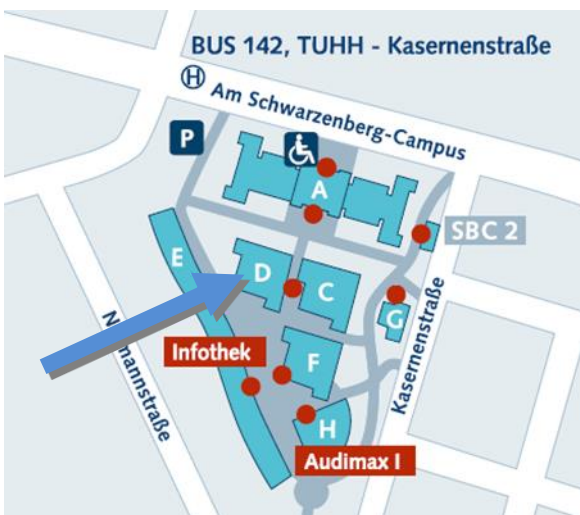 BUS 142, TUHH - Kasernenstraße
H
Am Schwarzenberg-Campus
P
A
SBC 2
E
D
C
G
Infothek
F
Kasernenstraße
H
Audimax I